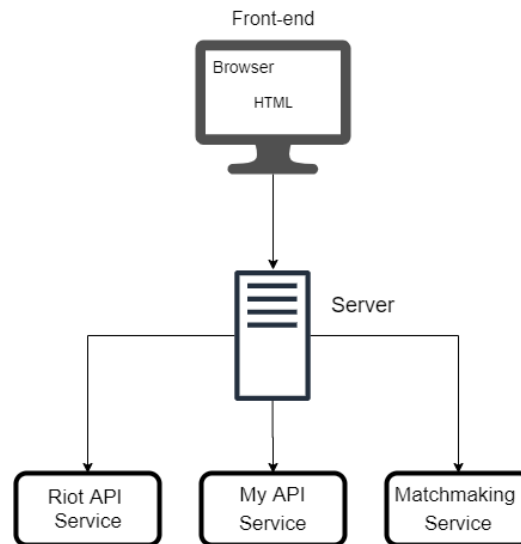 Front-end
Browser
HTML
Server
Riot API
Service
My API
Service
Matchmaking
Service